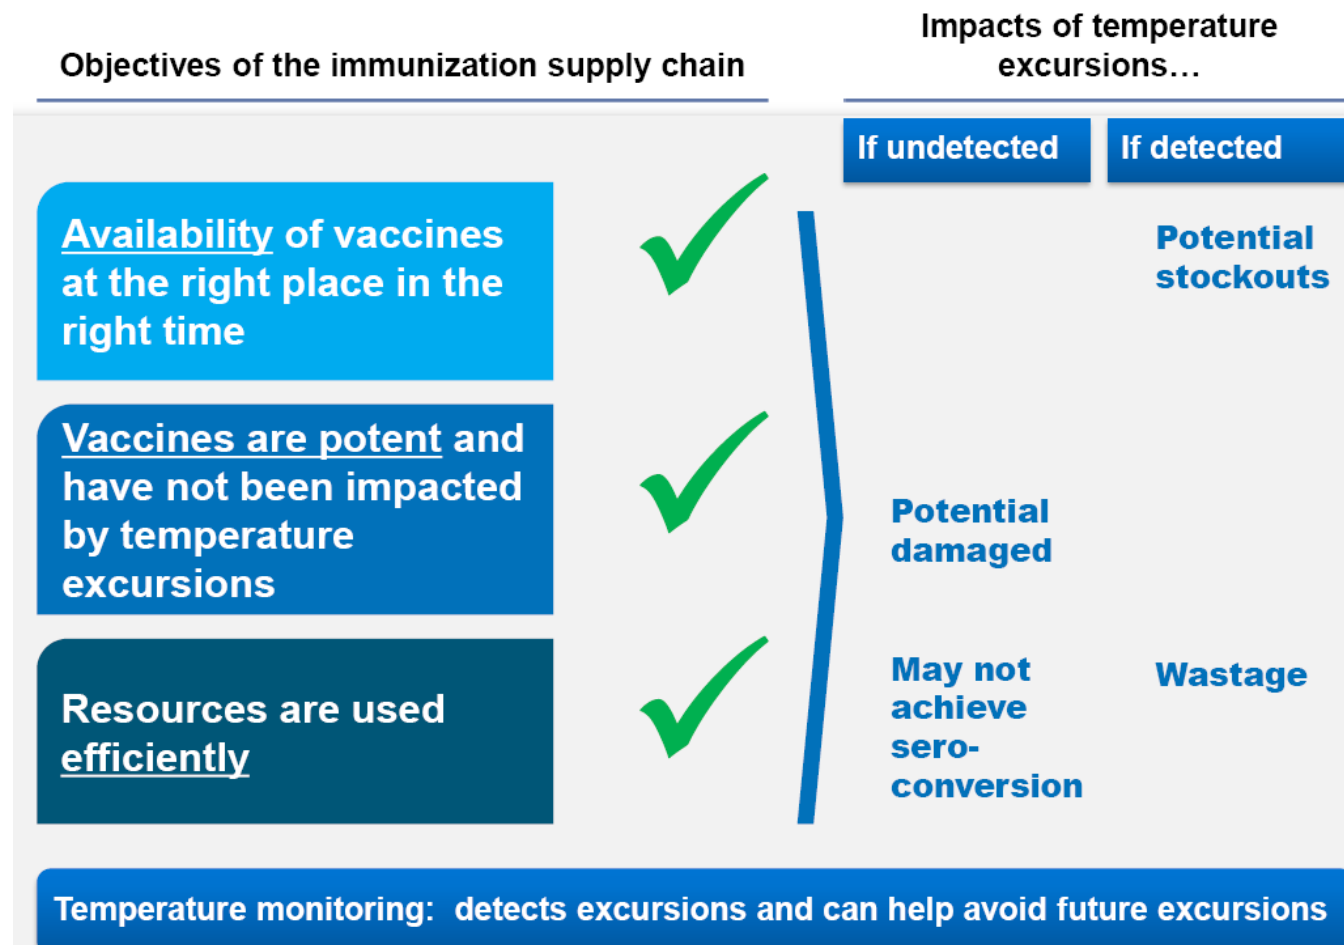 Objectives of the immunization supply chain
Impacts of temperature
excursions…
If undetected
If detected
Availability of vaccines
at the right place in the
right time
Potential
stockouts
Vaccines are potent and
have not been impacted
by temperature
excursions
Potential
damaged
Resources are used
efficiently
May not
achieve
sero-
conversion
Wastage
Temperature monitoring:  detects excursions and can help avoid future excursions